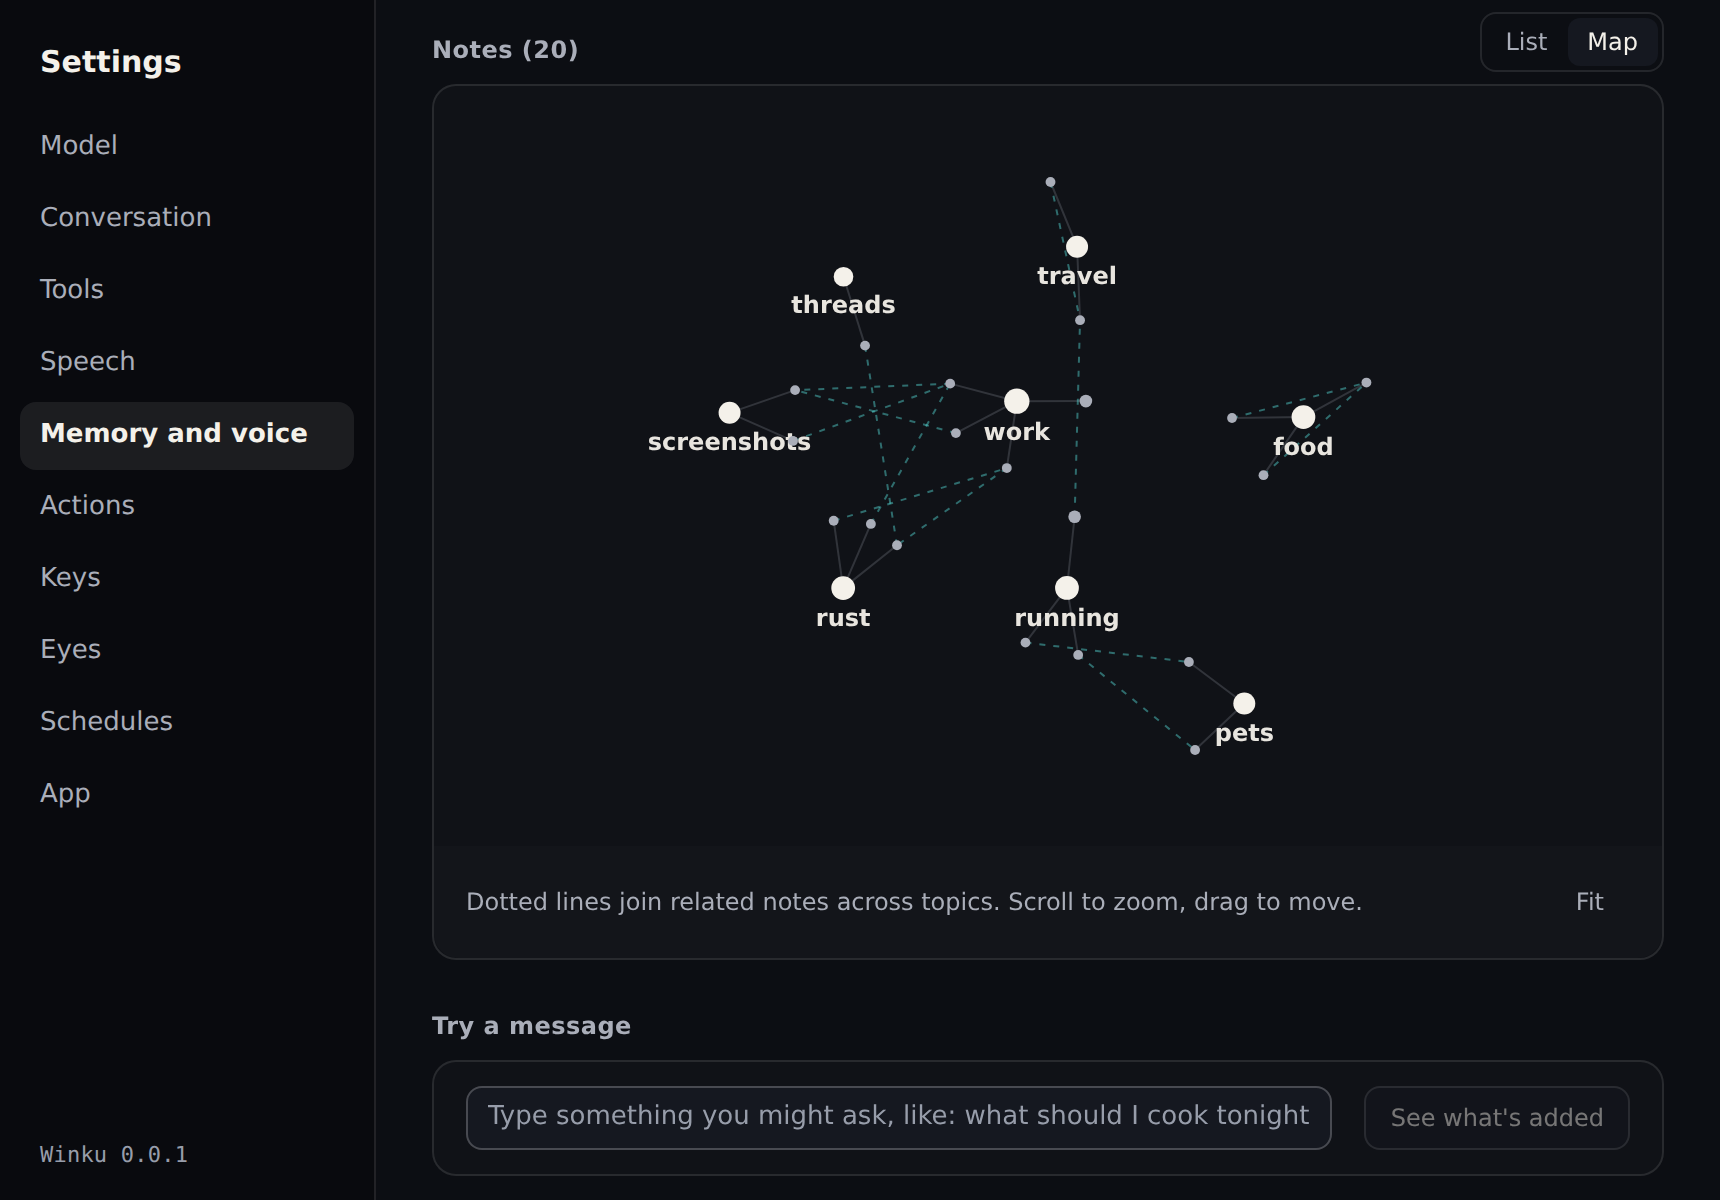 Settings
Model
Conversation
Tools
Speech
Memory and voice
Actions
Keys
Eyes
Schedules
App
Winku 0.0.1
Notes (20)
List
Map
travel
threads
screenshots
work
food
rust
running
pets
Dotted lines join related notes across topics. Scroll to zoom, drag to move.
Fit
Try a message
Type something you might ask, like: what should I cook tonight
See what's added